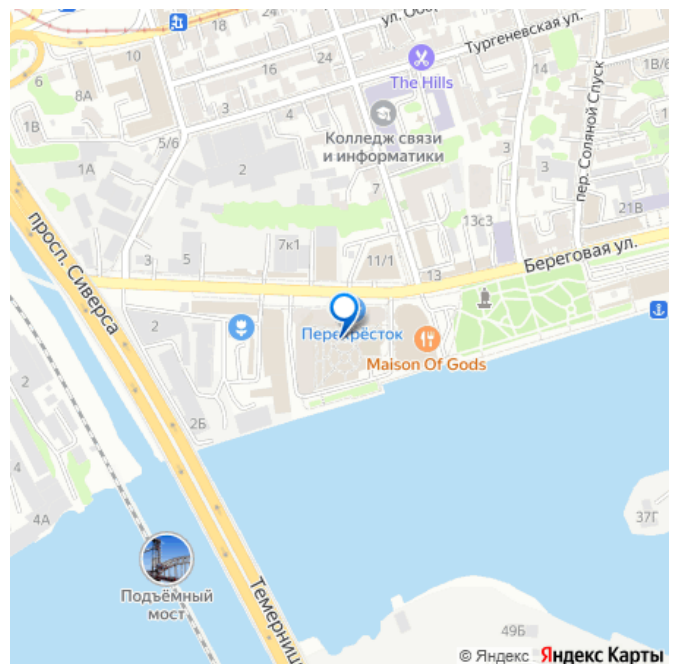 ул. Обо
Тургеневская ул.
6
10
16
24
14
1В/6
The Hills
8А
3
4
1В
5/6
Колледж связи
и информатики
3
3
пер. Соляной Спуск
1А
2
7
21В
13с3
просп. Сиверса
3
5
7к1
11/1
13
Береговая ул.
2
Перекрёсток
Maison Of Gods
2
2Б
4
4А
37Г
Подъёмный
мост
Темерниц
49Б
© Яндекс Яндекс Карты